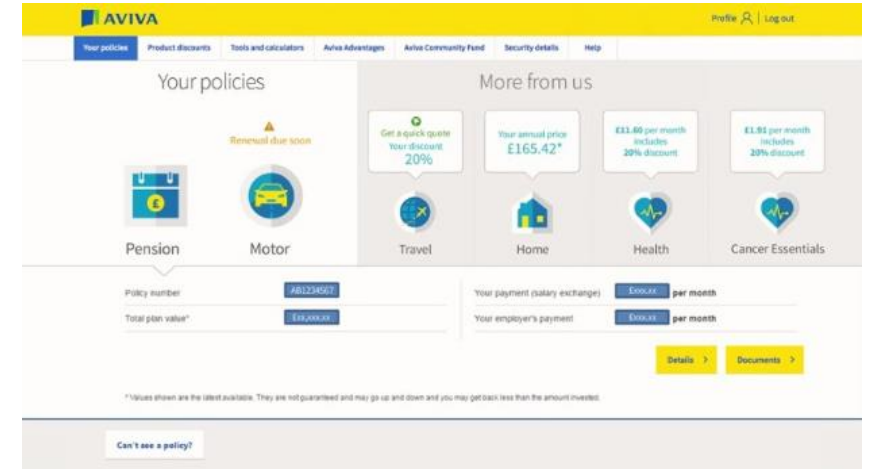 AVIVA
Profile | Log out
Your policies Product discounts Tools and calculators Aviva Advantages Aviva Community Fund Security details Help
Your policies
More from us
Renewal due soon
Get a quick quote
Your discount
20%
Your annual price
£165.42*
£11.60 per month
includes
20% discount
£1.91 per month
includes
20% discount
£
Pension
Motor
Travel
Home
Health
Cancer Essentials
Policy number AB1234567
Your payment (salary exchange) £xxx.xx per month
Total plan value* £xx,xxx.xx
Your employer's payment £xxx.xx per month
Details >
Documents >
* Values shown are the latest available. They are not guaranteed and may go up and down and you may get back less than the amount invested.
Can't see a policy?